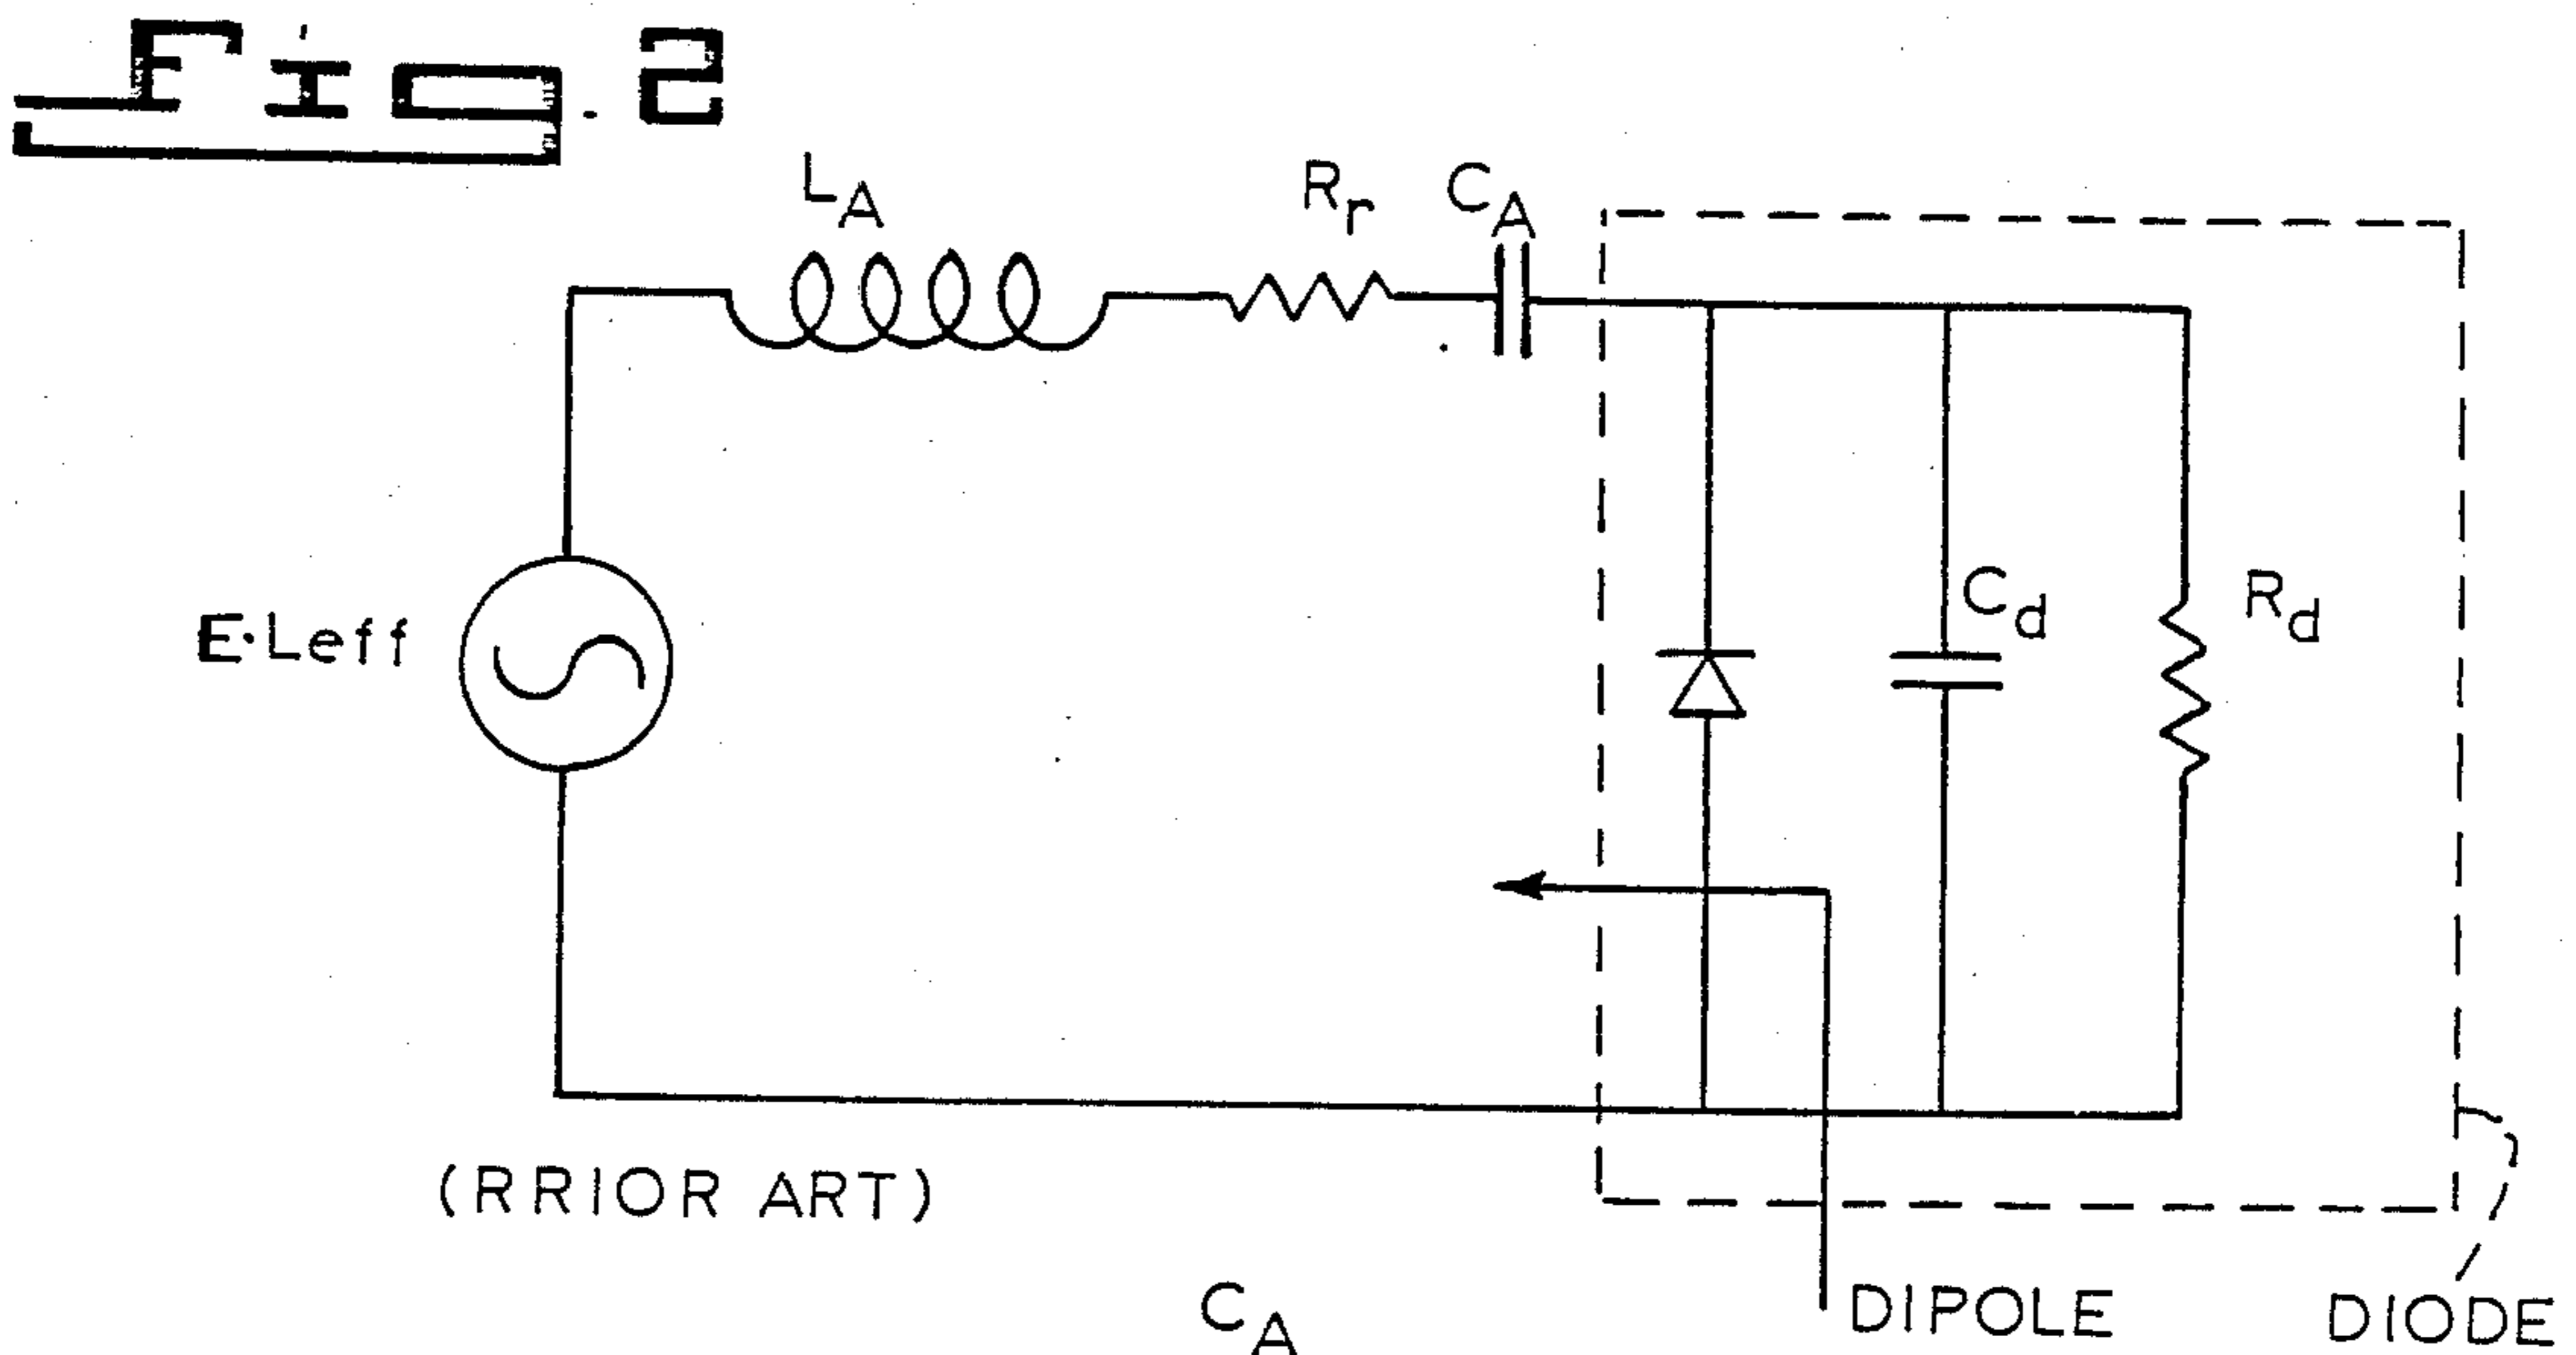 Fig. 2
LA
Rr
CA
E·Leff
Cd
Rd
(RRIOR ART)
CA
DIPOLE
DIODE